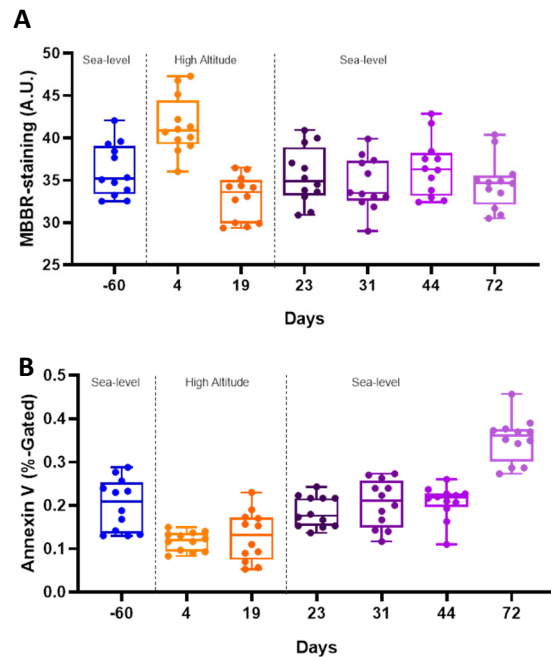 A
Sea-level High Altitude Sea-level
MBBR-staining (A.U.)
50
45
40
35
30
25
-60 4 19 23 31 44 72
Days
B
Sea-level High Altitude Sea-level
Annexin V (%-Gated)
0.5
0.4
0.3
0.2
0.1
0.0
-60 4 19 23 31 44 72
Days